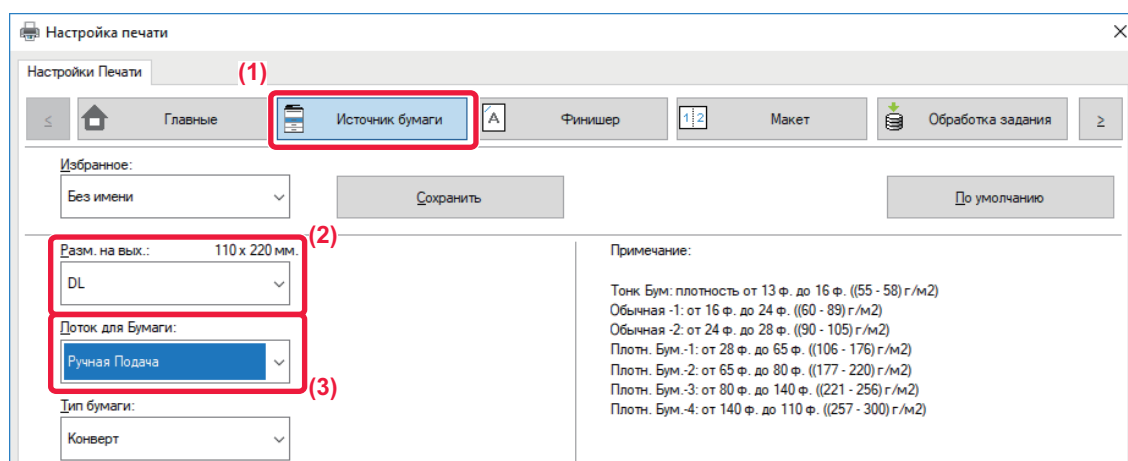 Настройка печати
Настройки Печати
(1)
<
Главные
Источник бумаги
A
Финишер
1 2
Макет
Обработка задания
>
Избранное:
Без имени
Сохранить
По умолчанию
(2)
Разм. на вых.: 110 x 220 мм.
DL
Лоток для Бумаги:
Ручная Подача
(3)
Тип бумаги:
Конверт
Примечание:
Тонк Бум: плотность от 13 ф. до 16 ф. ((55 - 58) г/м2)
Обычная -1: от 16 ф. до 24 ф. ((60 - 89) г/м2)
Обычная -2: от 24 ф. до 28 ф. ((90 - 105) г/м2)
Плотн. Бум.-1: от 28 ф. до 65 ф. ((106 - 176) г/м2)
Плотн. Бум.-2: от 65 ф. до 80 ф. ((177 - 220) г/м2)
Плотн. Бум.-3: от 80 ф. до 140 ф. ((221 - 256) г/м2)
Плотн. Бум.-4: от 140 ф. до 110 ф. ((257 - 300) г/м2)